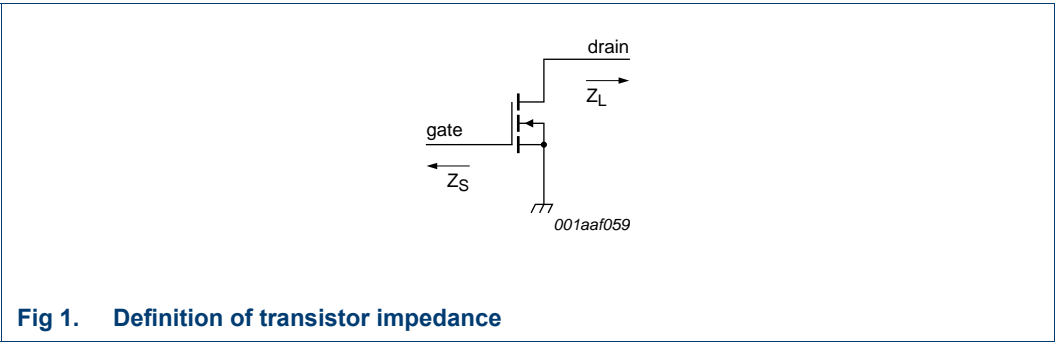 drain
Z_L
gate
Z_S
001aaf059
Fig 1. Definition of transistor impedance